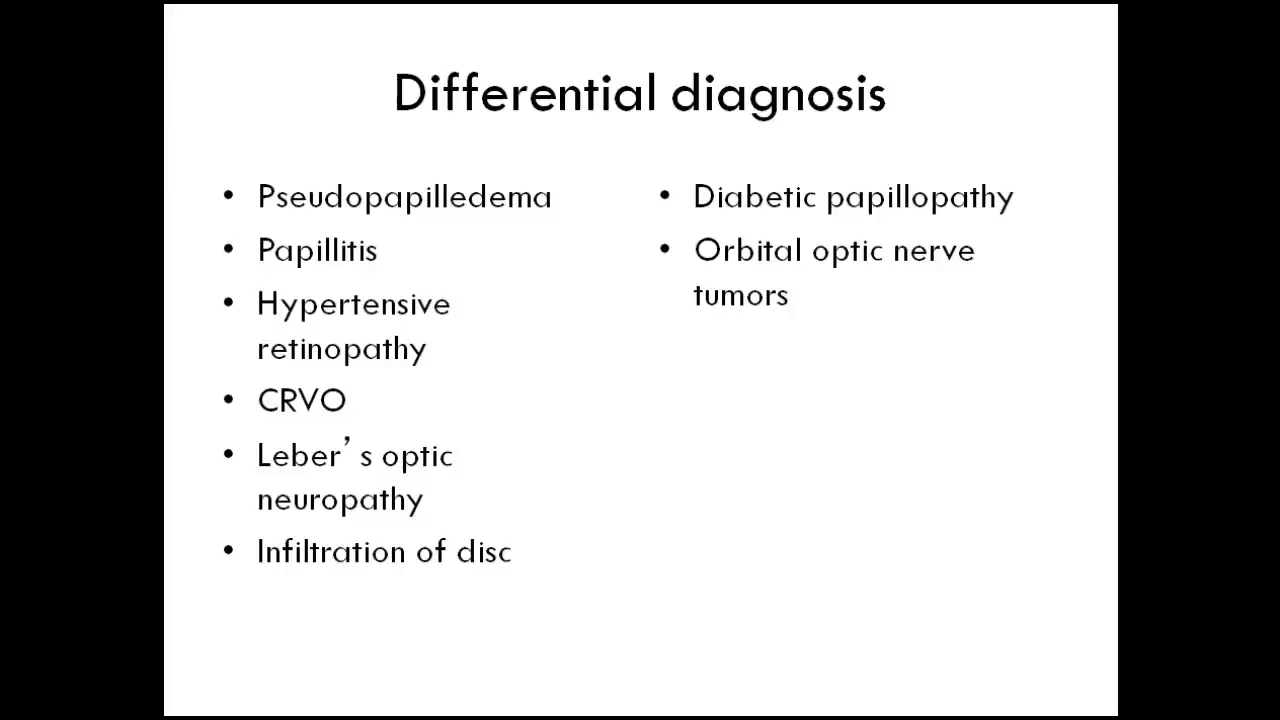 Differential diagnosis
• Pseudopapilledema
• Papillitis
• Hypertensive
retinopathy
• CRVO
• Leber’s optic
neuropathy
• Infiltration of disc
• Diabetic papillopathy
• Orbital optic nerve
tumors